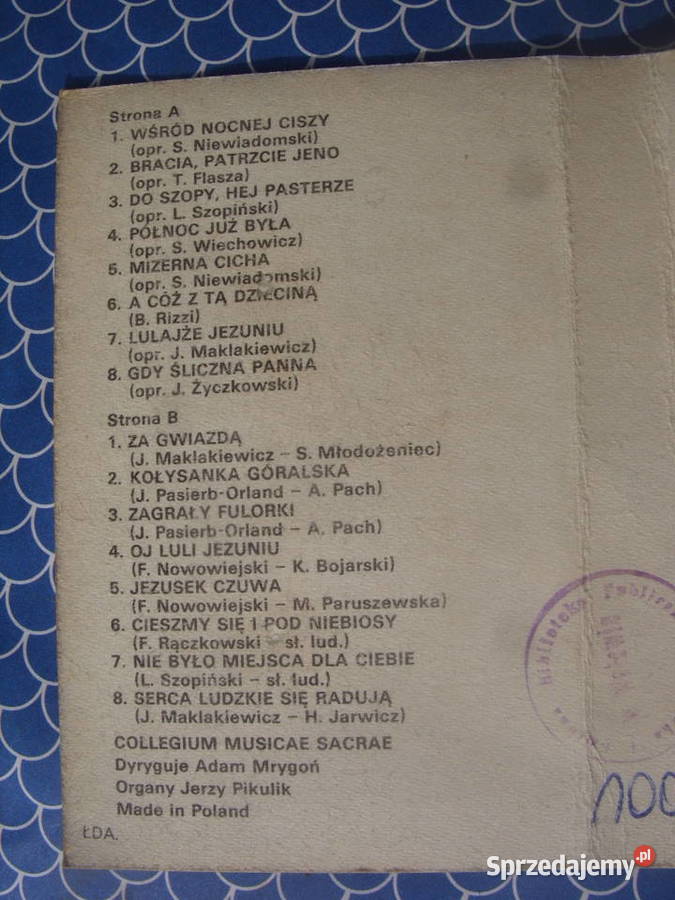 Strona A
1. WŚRÓD NOCNEJ CISZY
(opr. S. Niewiadomski)
2. BRACIA, PATRZCIE JENO
(opr. T. Flasza)
3. DO SZOPY, HEJ PASTERZE
(opr. L. Szopiński)
4. PÓŁNOC JUŻ BYŁA
(opr. S. Wiechowicz)
5. MIZERNA CICHA
(opr. S. Niewiadomski)
6. A CÓŻ Z TĄ DZIECINĄ
(B. Rizzi)
7. LULAJŻE JEZUNIU
(opr. J. Maklakiewicz)
8. GDY ŚLICZNA PANNA
(opr. J. Życzkowski)
Strona B
1. ZA GWIAZDĄ
(J. Maklakiewicz – S. Młodożeniec)
2. KOŁYSANKA GÓRALSKA
(J. Pasierb-Orland – A. Pach)
3. ZAGRAŁY FULORKI
(J. Pasierb-Orland – A. Pach)
4. OJ LULI JEZUNIU
(F. Nowowiejski – K. Bojarski)
5. JEZUSEK CZUWA
(F. Nowowiejski – M. Paruszewska)
6. CIESZMY SIĘ I POD NIEBIOSY
(F. Rączkowski – sł. lud.)
7. NIE BYŁO MIEJSCA DLA CIEBIE
(L. Szopiński – sł. lud.)
8. SERCA LUDZKIE SIĘ RADUJĄ
(J. Maklakiewicz – H. Jarwicz)
COLLEGIUM MUSICAE SACRAE
Dyryguje Adam Mrygoń
Organy Jerzy Pikulik
Made in Poland
ŁDA.
Biblioteka
100
Sprzedajemy.pl